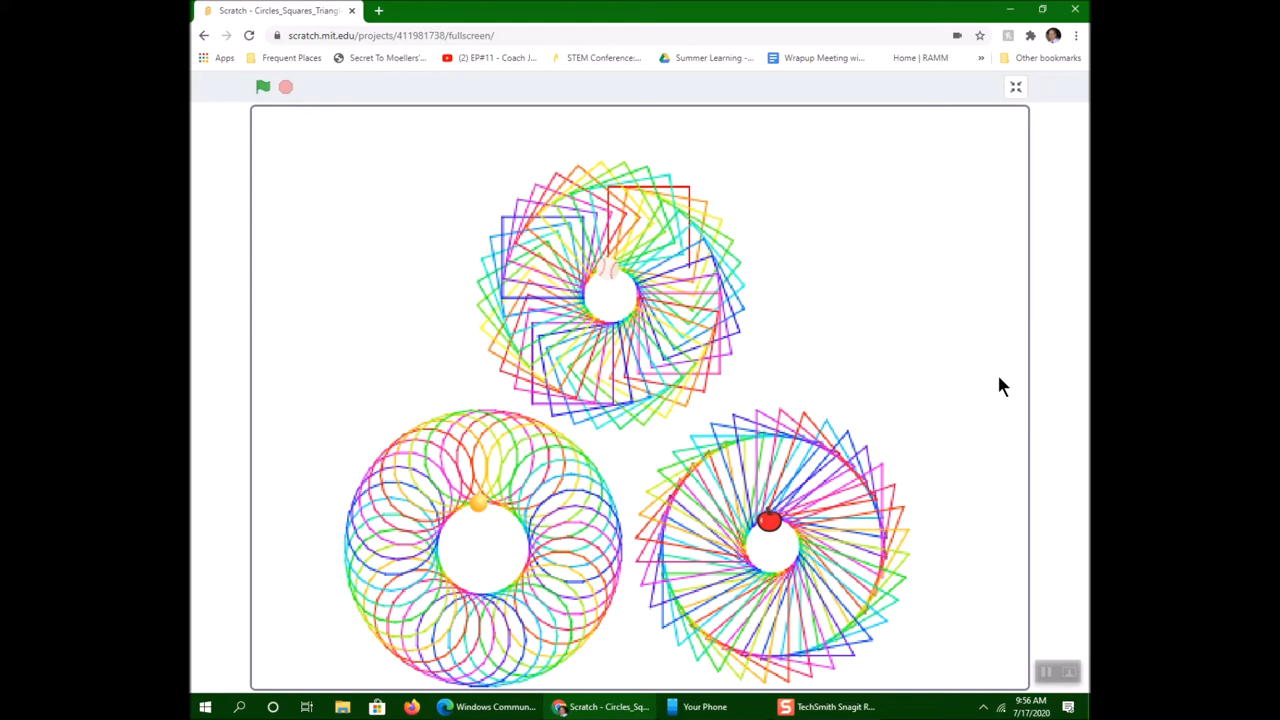 Scratch - Circles_Squares_Triangl
scratch.mit.edu/projects/411981738/fullscreen/
Apps Frequent Places Secret To Moellers'... (2) EP#11 - Coach J... STEM Conference:... Summer Learning -... Wrapup Meeting wi... Home | RAMM » Other bookmarks
Windows Commun... Scratch - Circles_Sq... Your Phone TechSmith Snagit R... 9:56 AM
7/17/2020